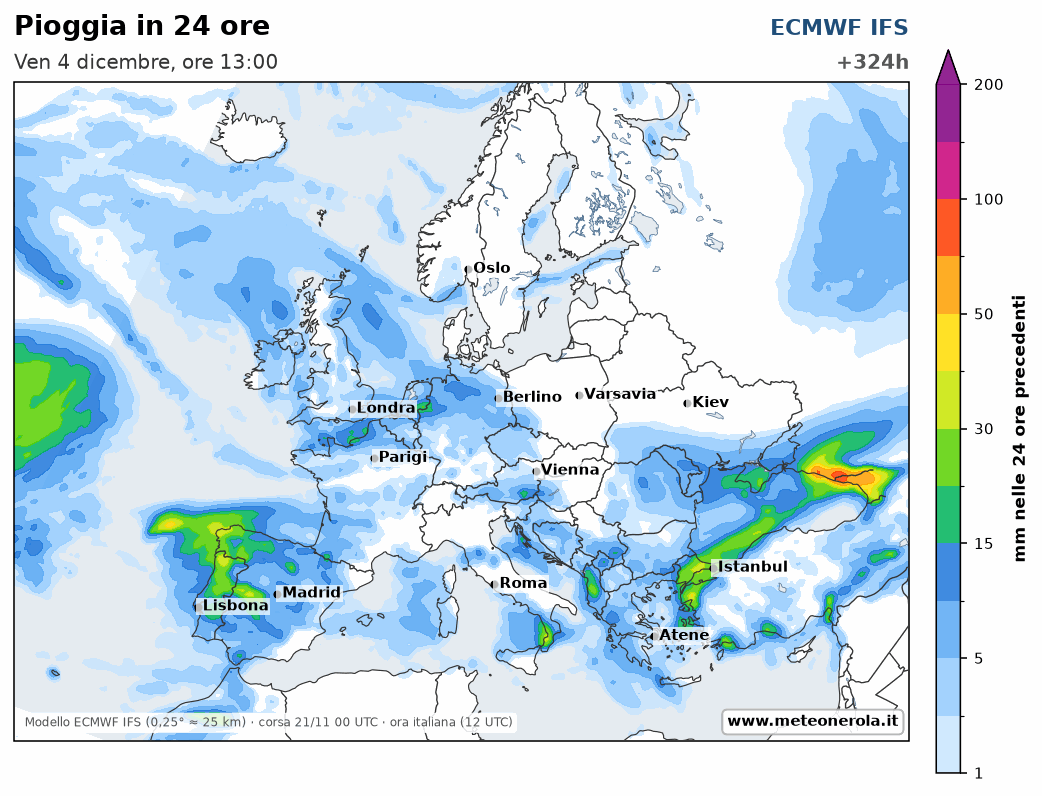 Pioggia in 24 ore
ECMWF IFS
Ven 4 dicembre, ore 13:00
+324h
200
100
50
30
15
5
1
mm nelle 24 ore precedenti
Oslo
Berlino
Varsavia
Kiev
Londra
Parigi
Vienna
Istanbul
Roma
Madrid
Lisbona
Atene
Modello ECMWF IFS (0,25° ≈ 25 km) · corsa 21/11 00 UTC · ora italiana (12 UTC)
www.meteonerola.it